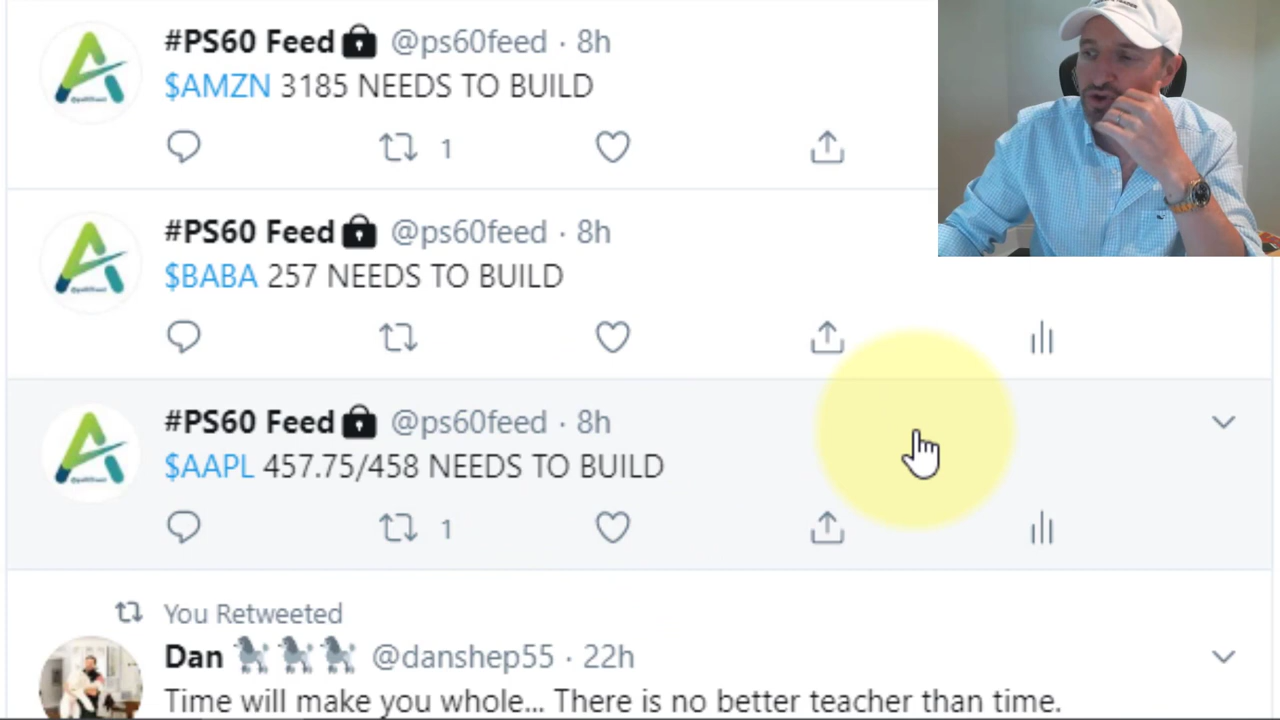 #PS60 Feed @ps60feed · 8h
$AMZN 3185 NEEDS TO BUILD
1
#PS60 Feed @ps60feed · 8h
$BABA 257 NEEDS TO BUILD
#PS60 Feed @ps60feed · 8h
$AAPL 457.75/458 NEEDS TO BUILD
1
You Retweeted
Dan 🐩🐩🐩 @danshep55 · 22h
Time will make you whole... There is no better teacher than time.